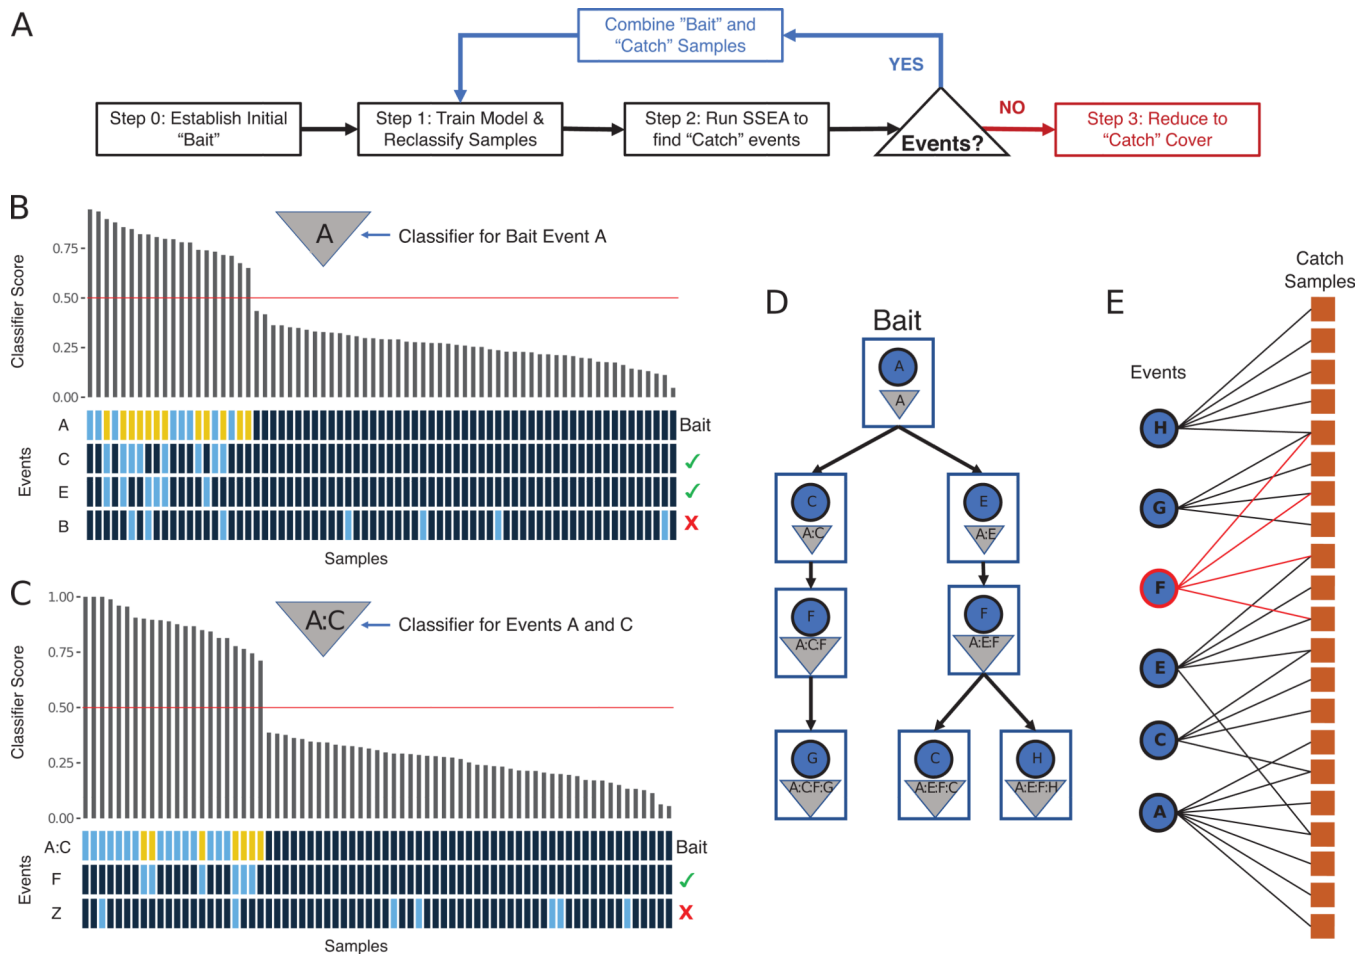 A
Combine ”Bait” and
“Catch” Samples
YES
NO
Step 0: Establish Initial
“Bait”
Step 1: Train Model &
Reclassify Samples
Step 2: Run SSEA to
find “Catch” events
Events?
Step 3: Reduce to
“Catch” Cover
B
Classifier Score
0.75
0.50
0.25
0.00
A
Classifier for Bait Event A
Events
A
Bait
C
✓
E
✓
B
X
Samples
C
Classifier Score
1.00
0.75
0.50
0.25
0.00
A:C
Classifier for Events A and C
Events
A:C
Bait
F
✓
Z
X
Samples
D
Bait
A
A
C
A:C
E
A:E
F
A:C:F
F
A:E:F
G
A:C:F:G
C
A:E:F:C
H
A:E:F:H
E
Catch
Samples
Events
H
G
F
E
C
A